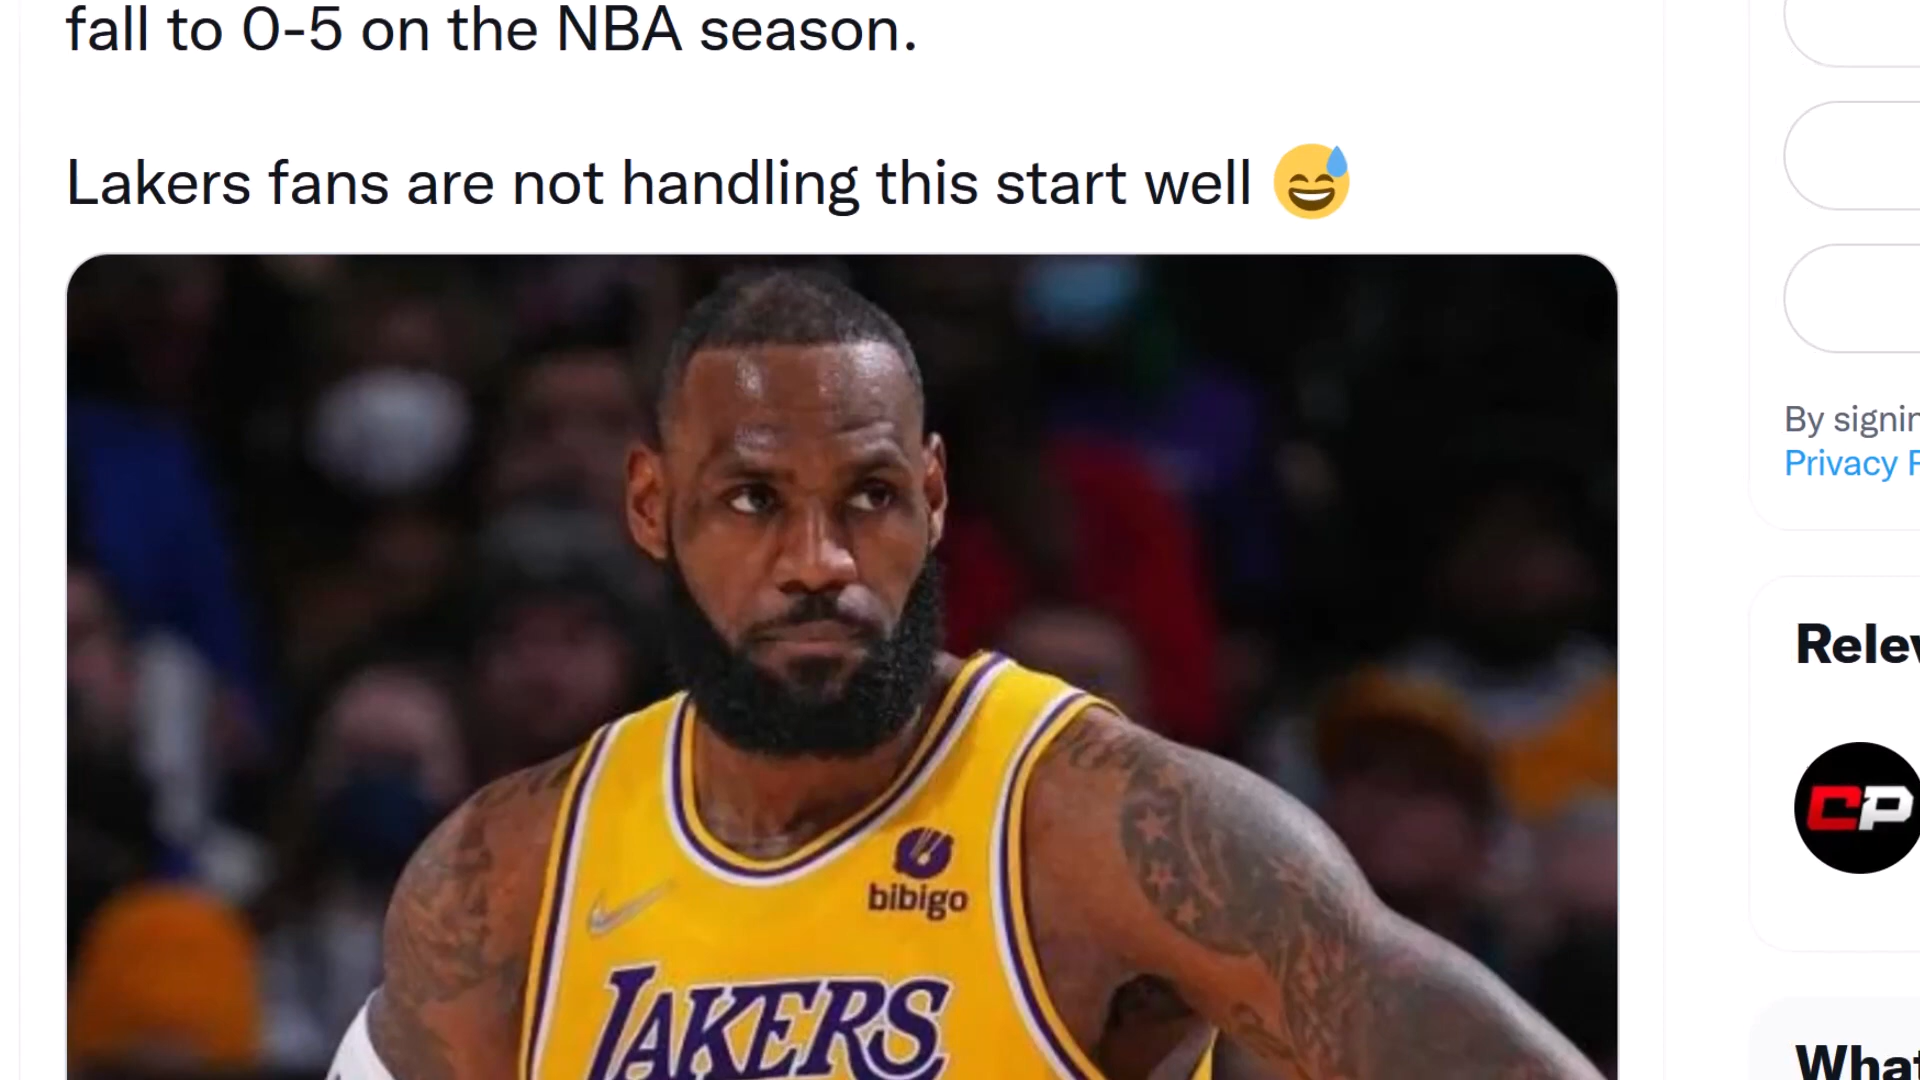 fall to 0-5 on the NBA season.
Lakers fans are not handling this start well 😅
bibigo
LAKERS
By signin
Privacy
Relev
CP
What